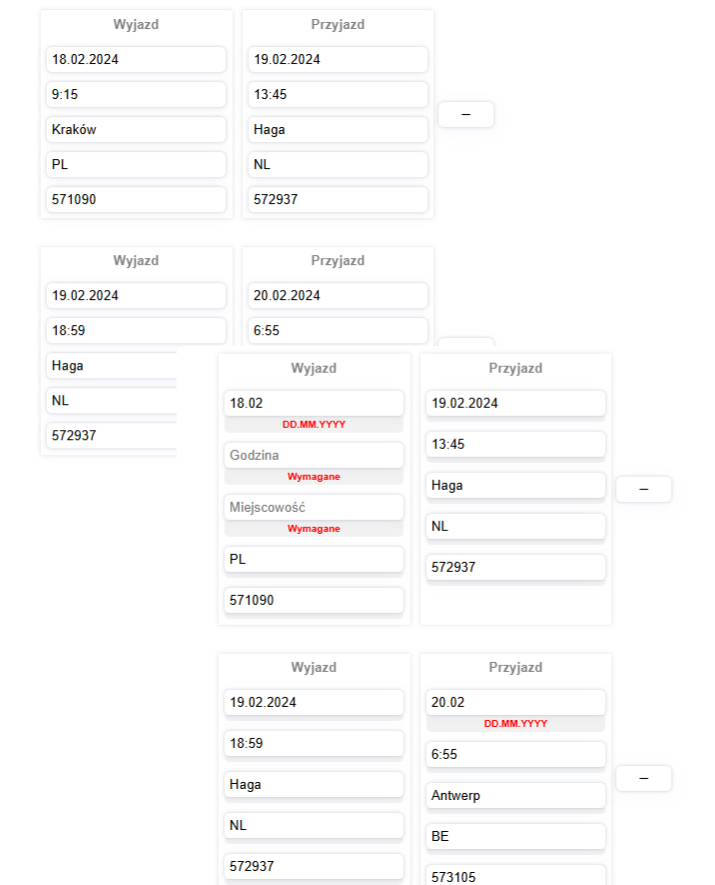 Wyjazd
18.02.2024
9:15
Kraków
PL
571090
Przyjazd
19.02.2024
13:45
Haga
NL
572937
–
Wyjazd
19.02.2024
18:59
Haga
NL
572937
Przyjazd
20.02.2024
6:55
Wyjazd
18.02
DD.MM.YYYY
Godzina
Wymagane
Miejscowość
Wymagane
PL
571090
Przyjazd
19.02.2024
13:45
Haga
NL
572937
–
Wyjazd
19.02.2024
18:59
Haga
NL
572937
Przyjazd
20.02
DD.MM.YYYY
6:55
Antwerp
BE
573105
–